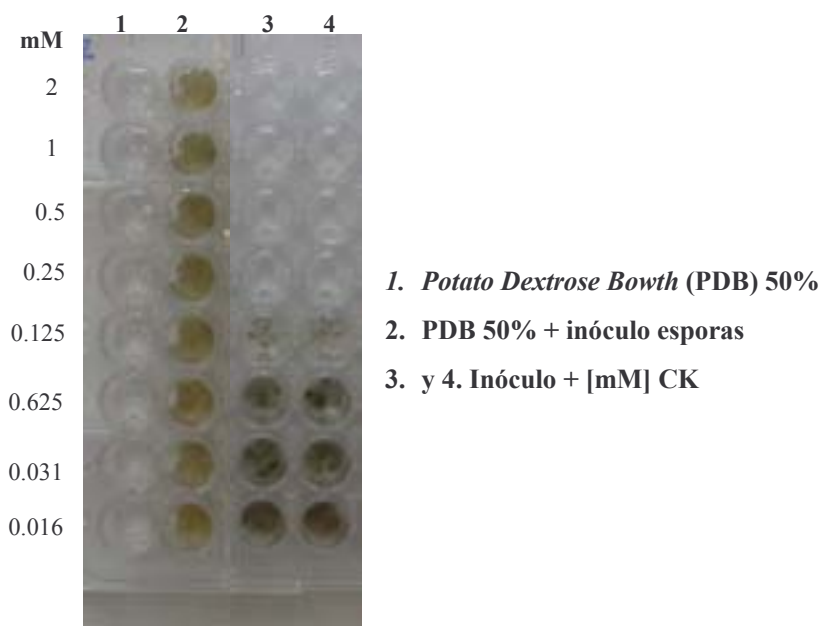 1 2 3 4
mM
2
1
0.5
0.25
0.125
0.625
0.031
0.016
1. Potato Dextrose Bowth (PDB) 50%
2. PDB 50% + inóculo esporas
3. y 4. Inóculo + [mM] CK